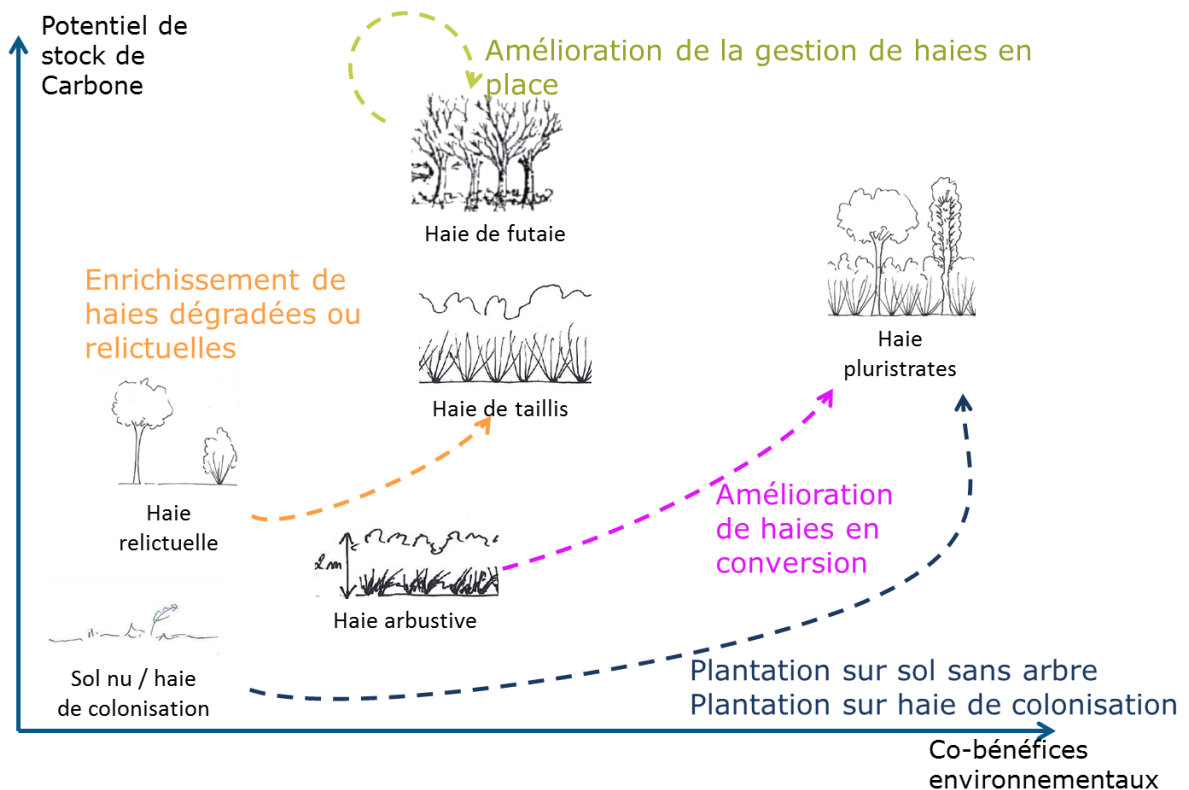 Potentiel de
stock de
Carbone
Amélioration de la gestion de haies en
place
Haie de futaie
Enrichissement de
haies dégradées ou
relictuelles
Haie de taillis
Haie
pluristrates
Haie
relictuelle
Amélioration
de haies en
conversion
2m
Haie arbustive
Sol nu / haie
de colonisation
Plantation sur sol sans arbre
Plantation sur haie de colonisation
Co-bénéfices
environnementaux